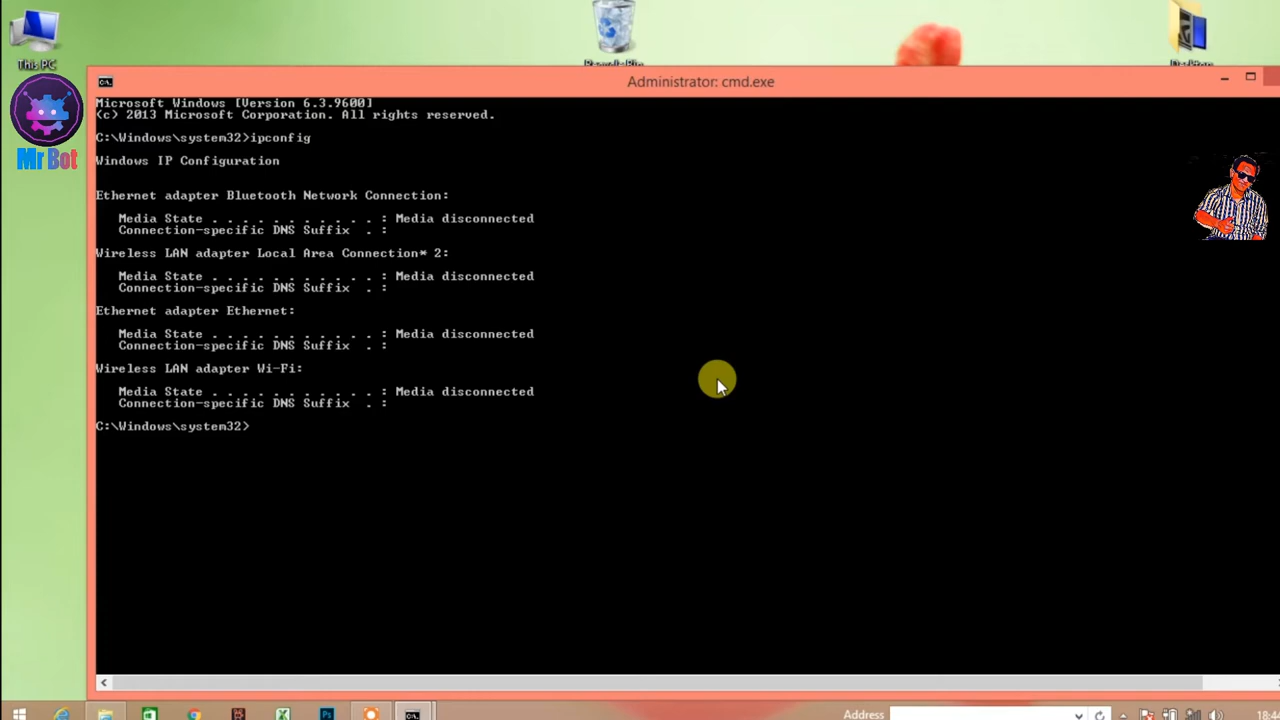 This PC
Recycle Bin
Desktop
Mr Bot
Administrator: cmd.exe
Microsoft Windows [Version 6.3.9600]
(c) 2013 Microsoft Corporation. All rights reserved.
C:\Windows\system32>ipconfig
Windows IP Configuration
Ethernet adapter Bluetooth Network Connection:
Media State . . . . . . . . . . . : Media disconnected
Connection-specific DNS Suffix . :
Wireless LAN adapter Local Area Connection* 2:
Media State . . . . . . . . . . . : Media disconnected
Connection-specific DNS Suffix . :
Ethernet adapter Ethernet:
Media State . . . . . . . . . . . : Media disconnected
Connection-specific DNS Suffix . :
Wireless LAN adapter Wi-Fi:
Media State . . . . . . . . . . . : Media disconnected
Connection-specific DNS Suffix . :
C:\Windows\system32>
Address